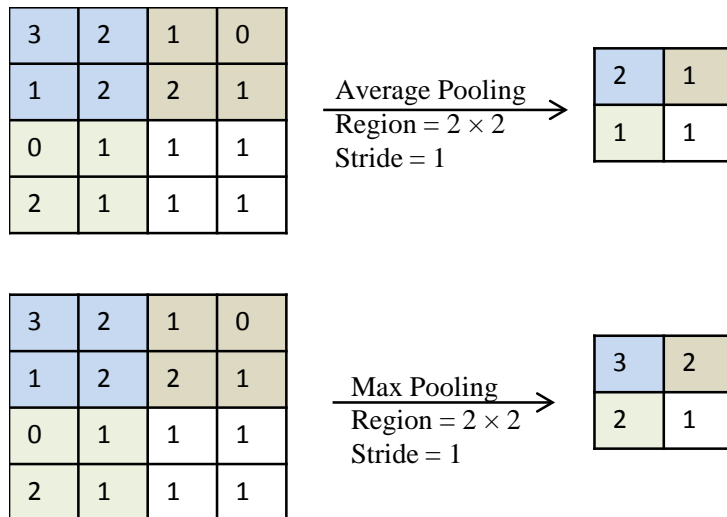 3 2 1 0
1 2 2 1
0 1 1 1
2 1 1 1
Average Pooling
Region = 2 × 2
Stride = 1
2 1
1 1
3 2 1 0
1 2 2 1
0 1 1 1
2 1 1 1
Max Pooling
Region = 2 × 2
Stride = 1
3 2
2 1